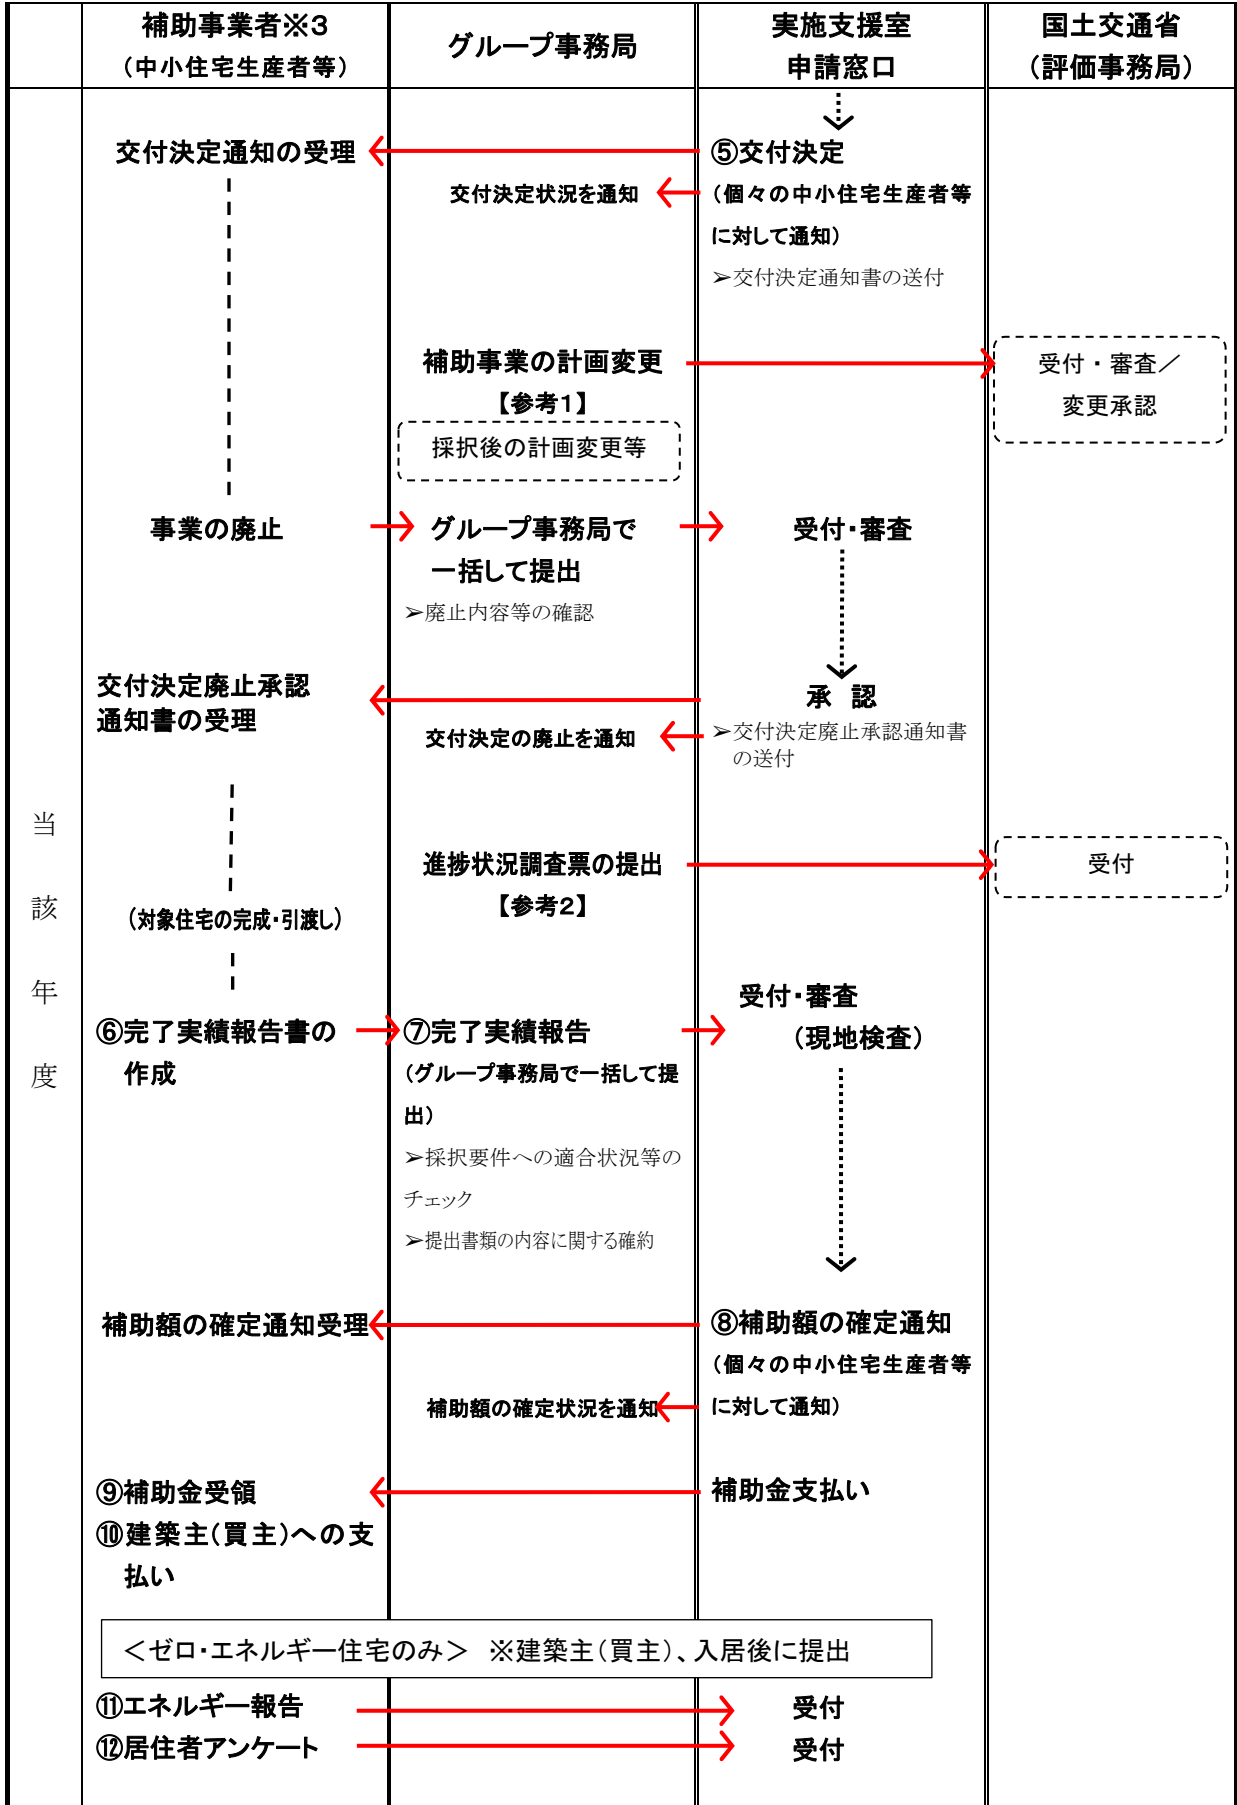 補助事業者※3
（中小住宅生産者等）
グループ事務局
実施支援室
申請窓口
国土交通省
（評価事務局）
当該年度
交付決定通知の受理
⑤交付決定
交付決定状況を通知
（個々の中小住宅生産者等
に対して通知）
➢交付決定通知書の送付
補助事業の計画変更
【参考1】
採択後の計画変更等
受付・審査／
変更承認
事業の廃止
グループ事務局で
一括して提出
➢廃止内容等の確認
受付・審査
交付決定廃止承認
通知書の受理
承 認
交付決定の廃止を通知
➢交付決定廃止承認通知書
の送付
進捗状況調査票の提出
【参考2】
受付
（対象住宅の完成・引渡し）
⑥完了実績報告書の
作成
⑦完了実績報告
（グループ事務局で一括して提
出）
➢採択要件への適合状況等の
チェック
➢提出書類の内容に関する確約
受付・審査
（現地検査）
補助額の確定通知受理
⑧補助額の確定通知
（個々の中小住宅生産者等
に対して通知）
補助額の確定状況を通知
⑨補助金受領
補助金支払い
⑩建築主（買主）への支
払い
＜ゼロ・エネルギー住宅のみ＞ ※建築主（買主）、入居後に提出
⑪エネルギー報告
受付
⑫居住者アンケート
受付